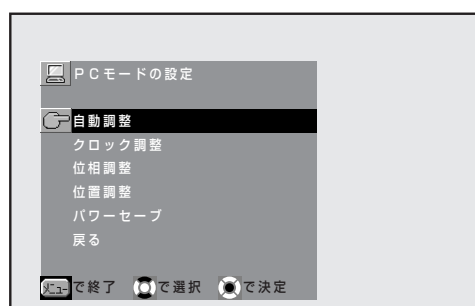 PCモードの設定
自動調整
クロック調整
位相調整
位置調整
パワーセーブ
戻る
メニューで終了 で選択 で決定